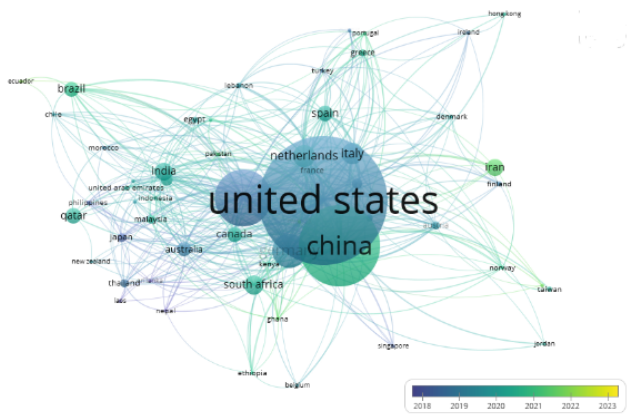 hong kong
portugal
ireland
greece
turkey
ecuador
brazil
lebanon
chile
spain
egypt
denmark
morocco
pakistan
netherlands
italy
france
india
iran
united arab emirates
finland
indonesia
philippines
united states
qatar
malaysia
austria
japan
canada
china
australia
new zealand
kenya
norway
thailand
south africa
taiwan
laos
nepal
ghana
singapore
jordan
ethiopia
belgium
2018 2019 2020 2021 2022 2023